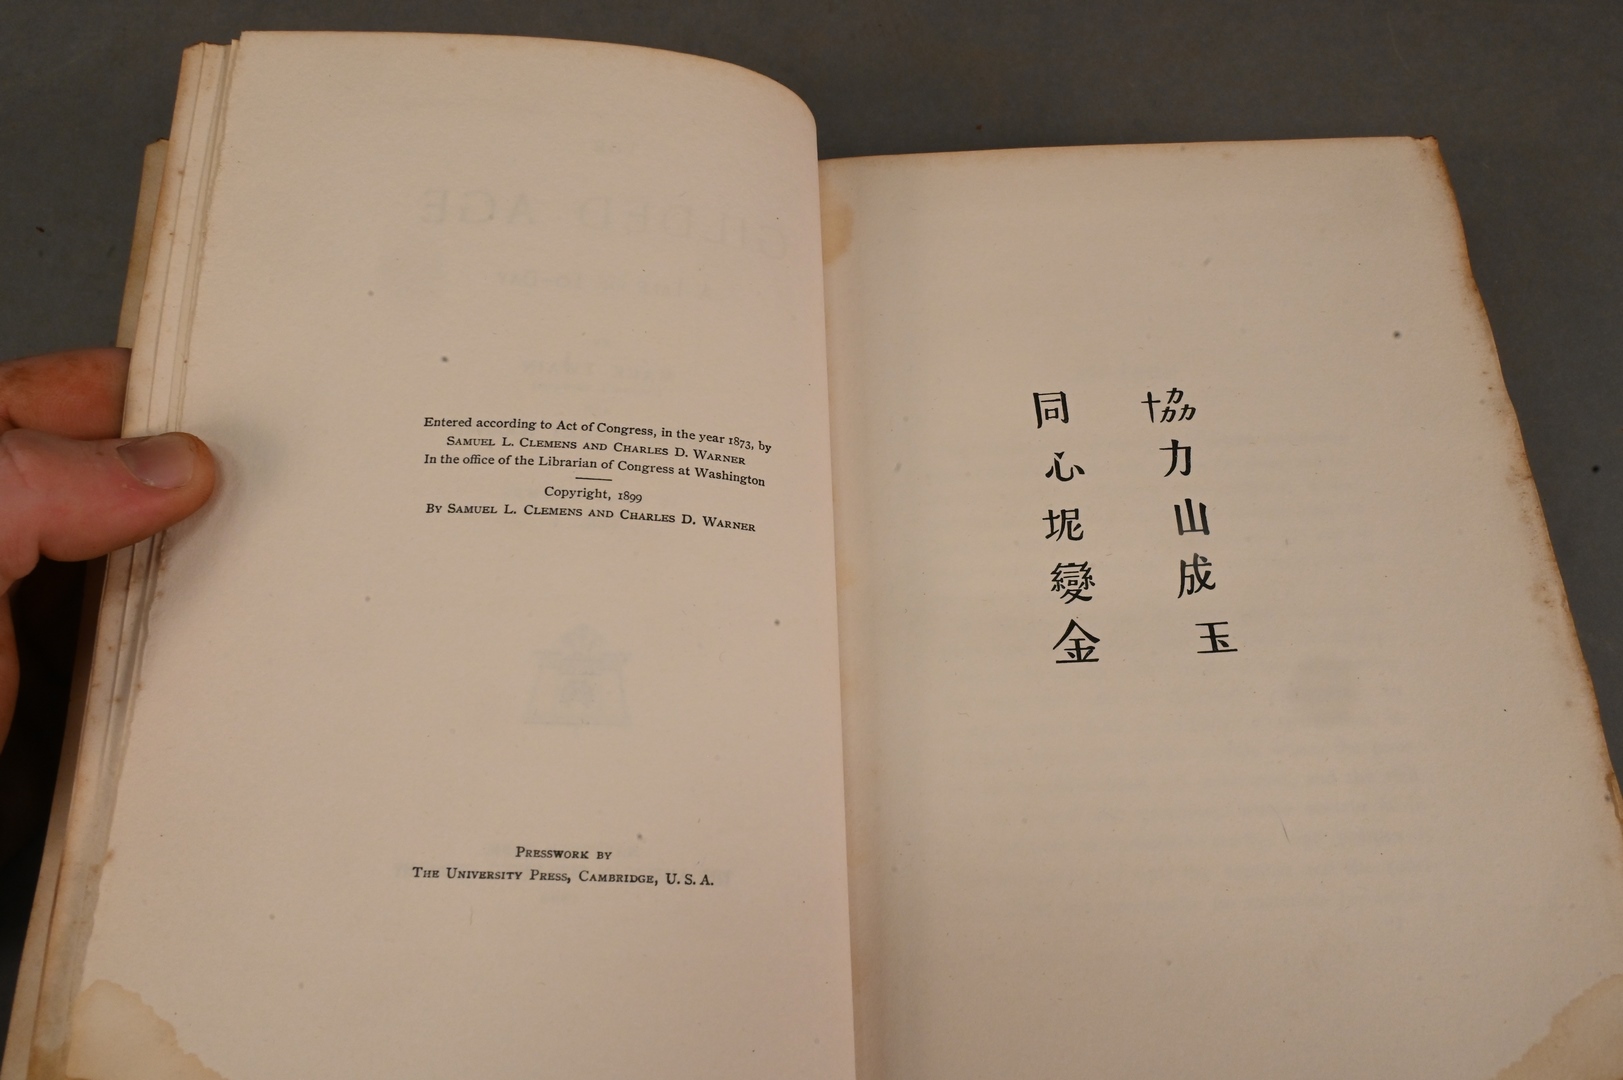 GILDED AGE
Entered according to Act of Congress, in the year 1873, by
SAMUEL L. CLEMENS AND CHARLES D. WARNER
In the office of the Librarian of Congress at Washington
Copyright, 1899
BY SAMUEL L. CLEMENS AND CHARLES D. WARNER
PRESSWORK BY
THE UNIVERSITY PRESS, CAMBRIDGE, U. S. A.
協力山成玉
同心坭變金